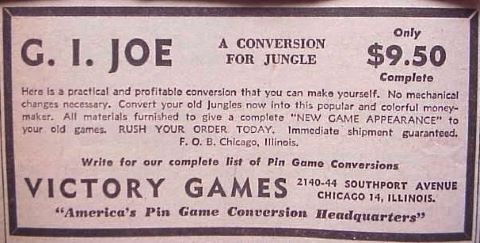 G. I. JOE
A CONVERSION
FOR JUNGLE
Only
$9.50
Complete
Here is a practical and profitable conversion that you can make yourself. No mechanical
changes necessary. Convert your old Jungles now into this popular and colorful money-
maker. All materials furnished to give a complete "NEW GAME APPEARANCE" to
your old games. RUSH YOUR ORDER TODAY. Immediate shipment guaranteed.
F. O. B. Chicago, Illinois.
Write for our complete list of Pin Game Conversions
VICTORY GAMES
2140-44 SOUTHPORT AVENUE
CHICAGO 14, ILLINOIS.
"America's Pin Game Conversion Headquarters"